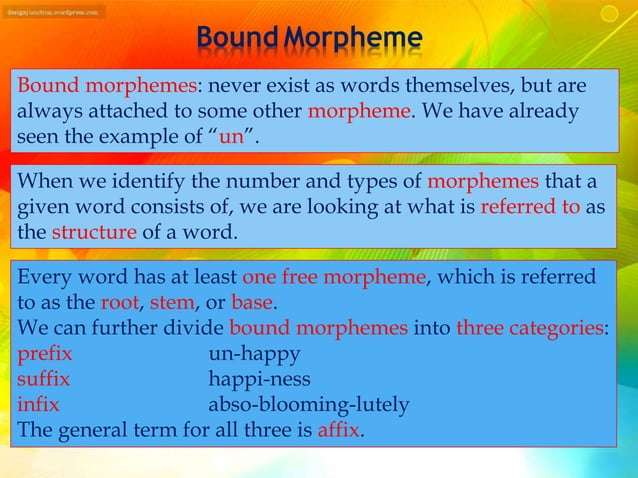 Bound Morpheme
Bound morphemes: never exist as words themselves, but are
always attached to some other morpheme. We have already
seen the example of “un”.
When we identify the number and types of morphemes that a
given word consists of, we are looking at what is referred to as
the structure of a word.
Every word has at least one free morpheme, which is referred
to as the root, stem, or base.
We can further divide bound morphemes into three categories:
prefix un-happy
suffix happi-ness
infix abso-blooming-lutely
The general term for all three is affix.